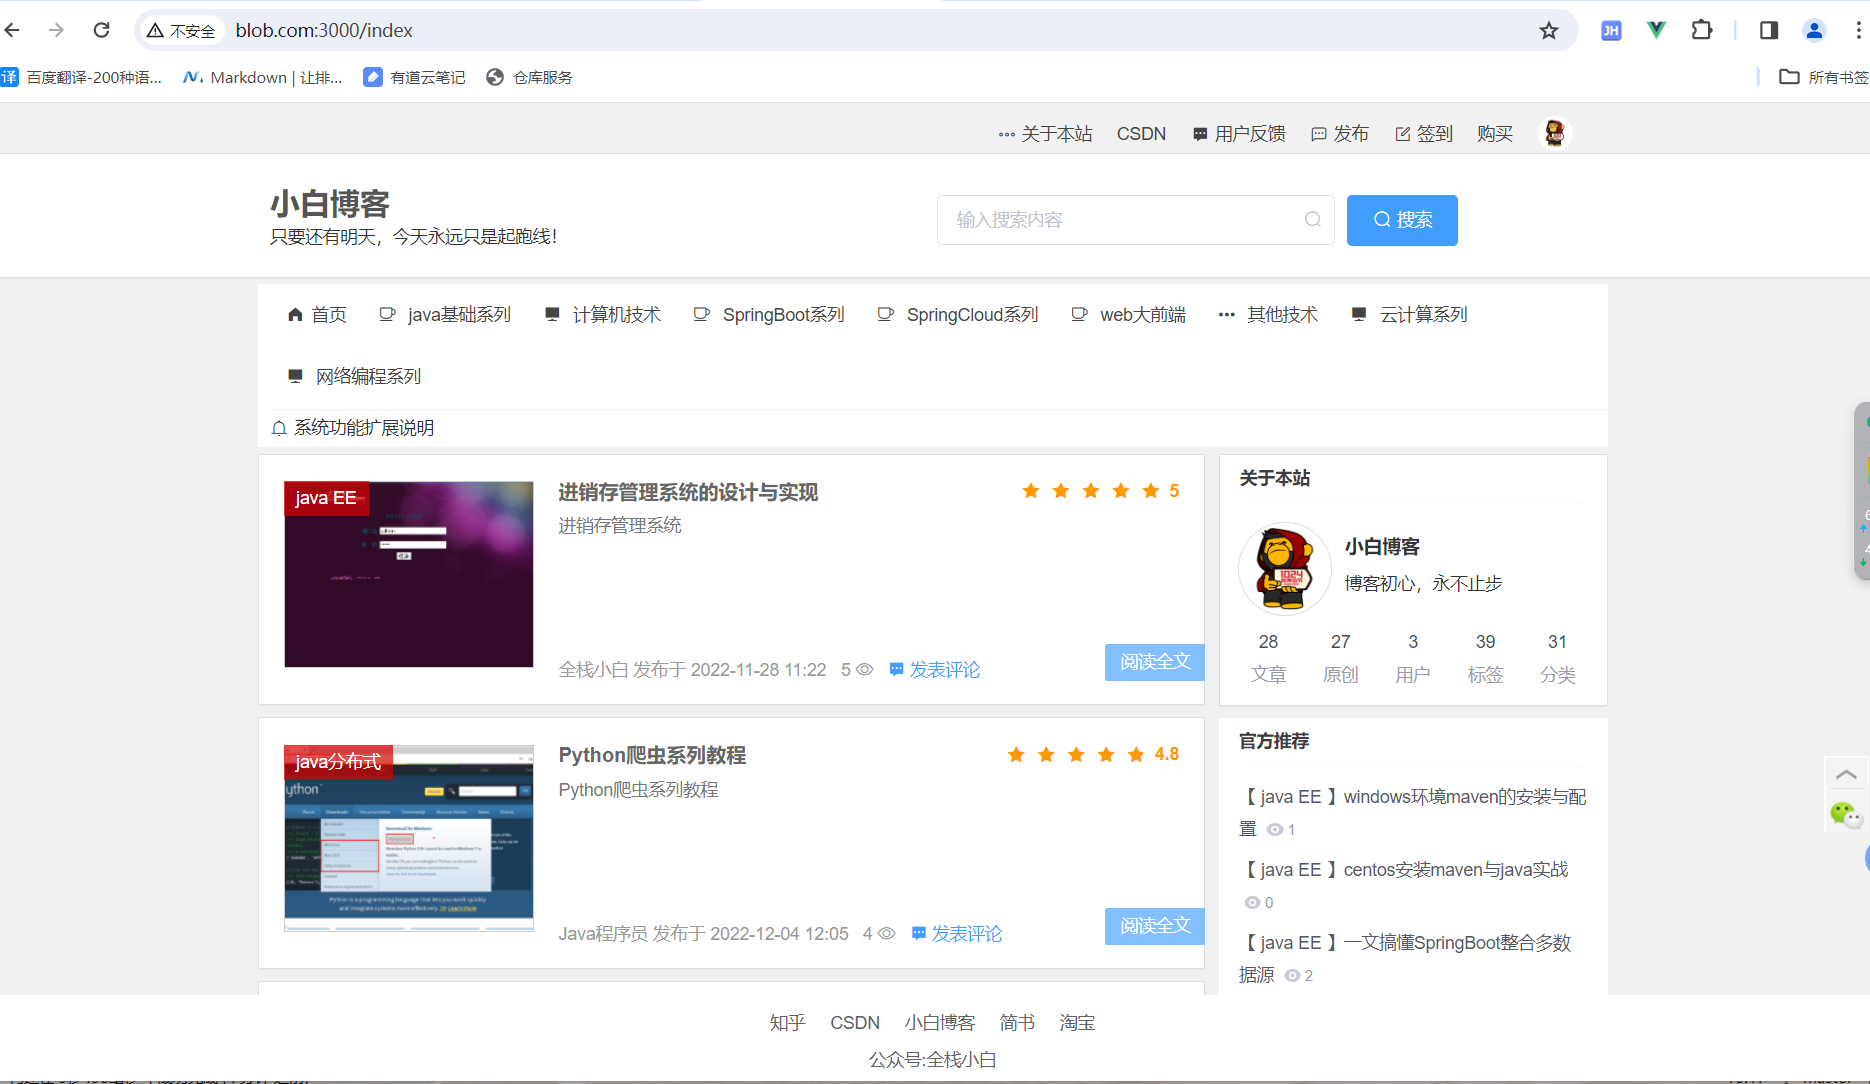 不安全 blob.com:3000/index
百度翻译-200种语... Markdown | 让排... 有道云笔记 仓库服务 所有书签
关于本站 CSDN 用户反馈 发布 签到 购买
小白博客
只要还有明天，今天永远只是起跑线！
输入搜索内容 搜索
首页 java基础系列 计算机技术 SpringBoot系列 SpringCloud系列 web大前端 其他技术 云计算系列
网络编程系列
系统功能扩展说明
java EE
进销存管理系统的设计与实现 5
进销存管理系统
全栈小白 发布于 2022-11-28 11:22 5 发表评论 阅读全文
java分布式
Python爬虫系列教程 4.8
Python爬虫系列教程
Java程序员 发布于 2022-12-04 12:05 4 发表评论 阅读全文
关于本站
小白博客
博客初心，永不止步
28 27 3 39 31
文章 原创 用户 标签 分类
官方推荐
【 java EE 】windows环境maven的安装与配
置 1
【 java EE 】centos安装maven与java实战
0
【 java EE 】一文搞懂SpringBoot整合多数
据源 2
知乎 CSDN 小白博客 简书 淘宝
公众号:全栈小白